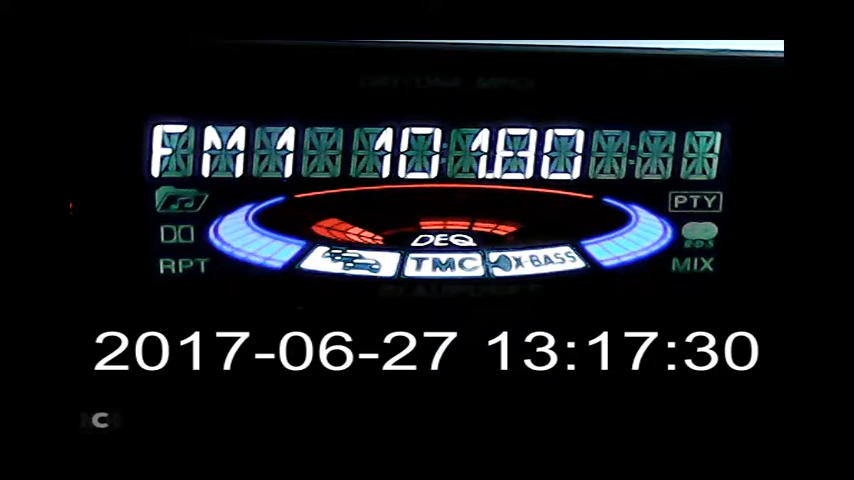 FM1 101.80
PTY
DEQ
RPT TMC X-BASS MIX
2017-06-27 13:17:30